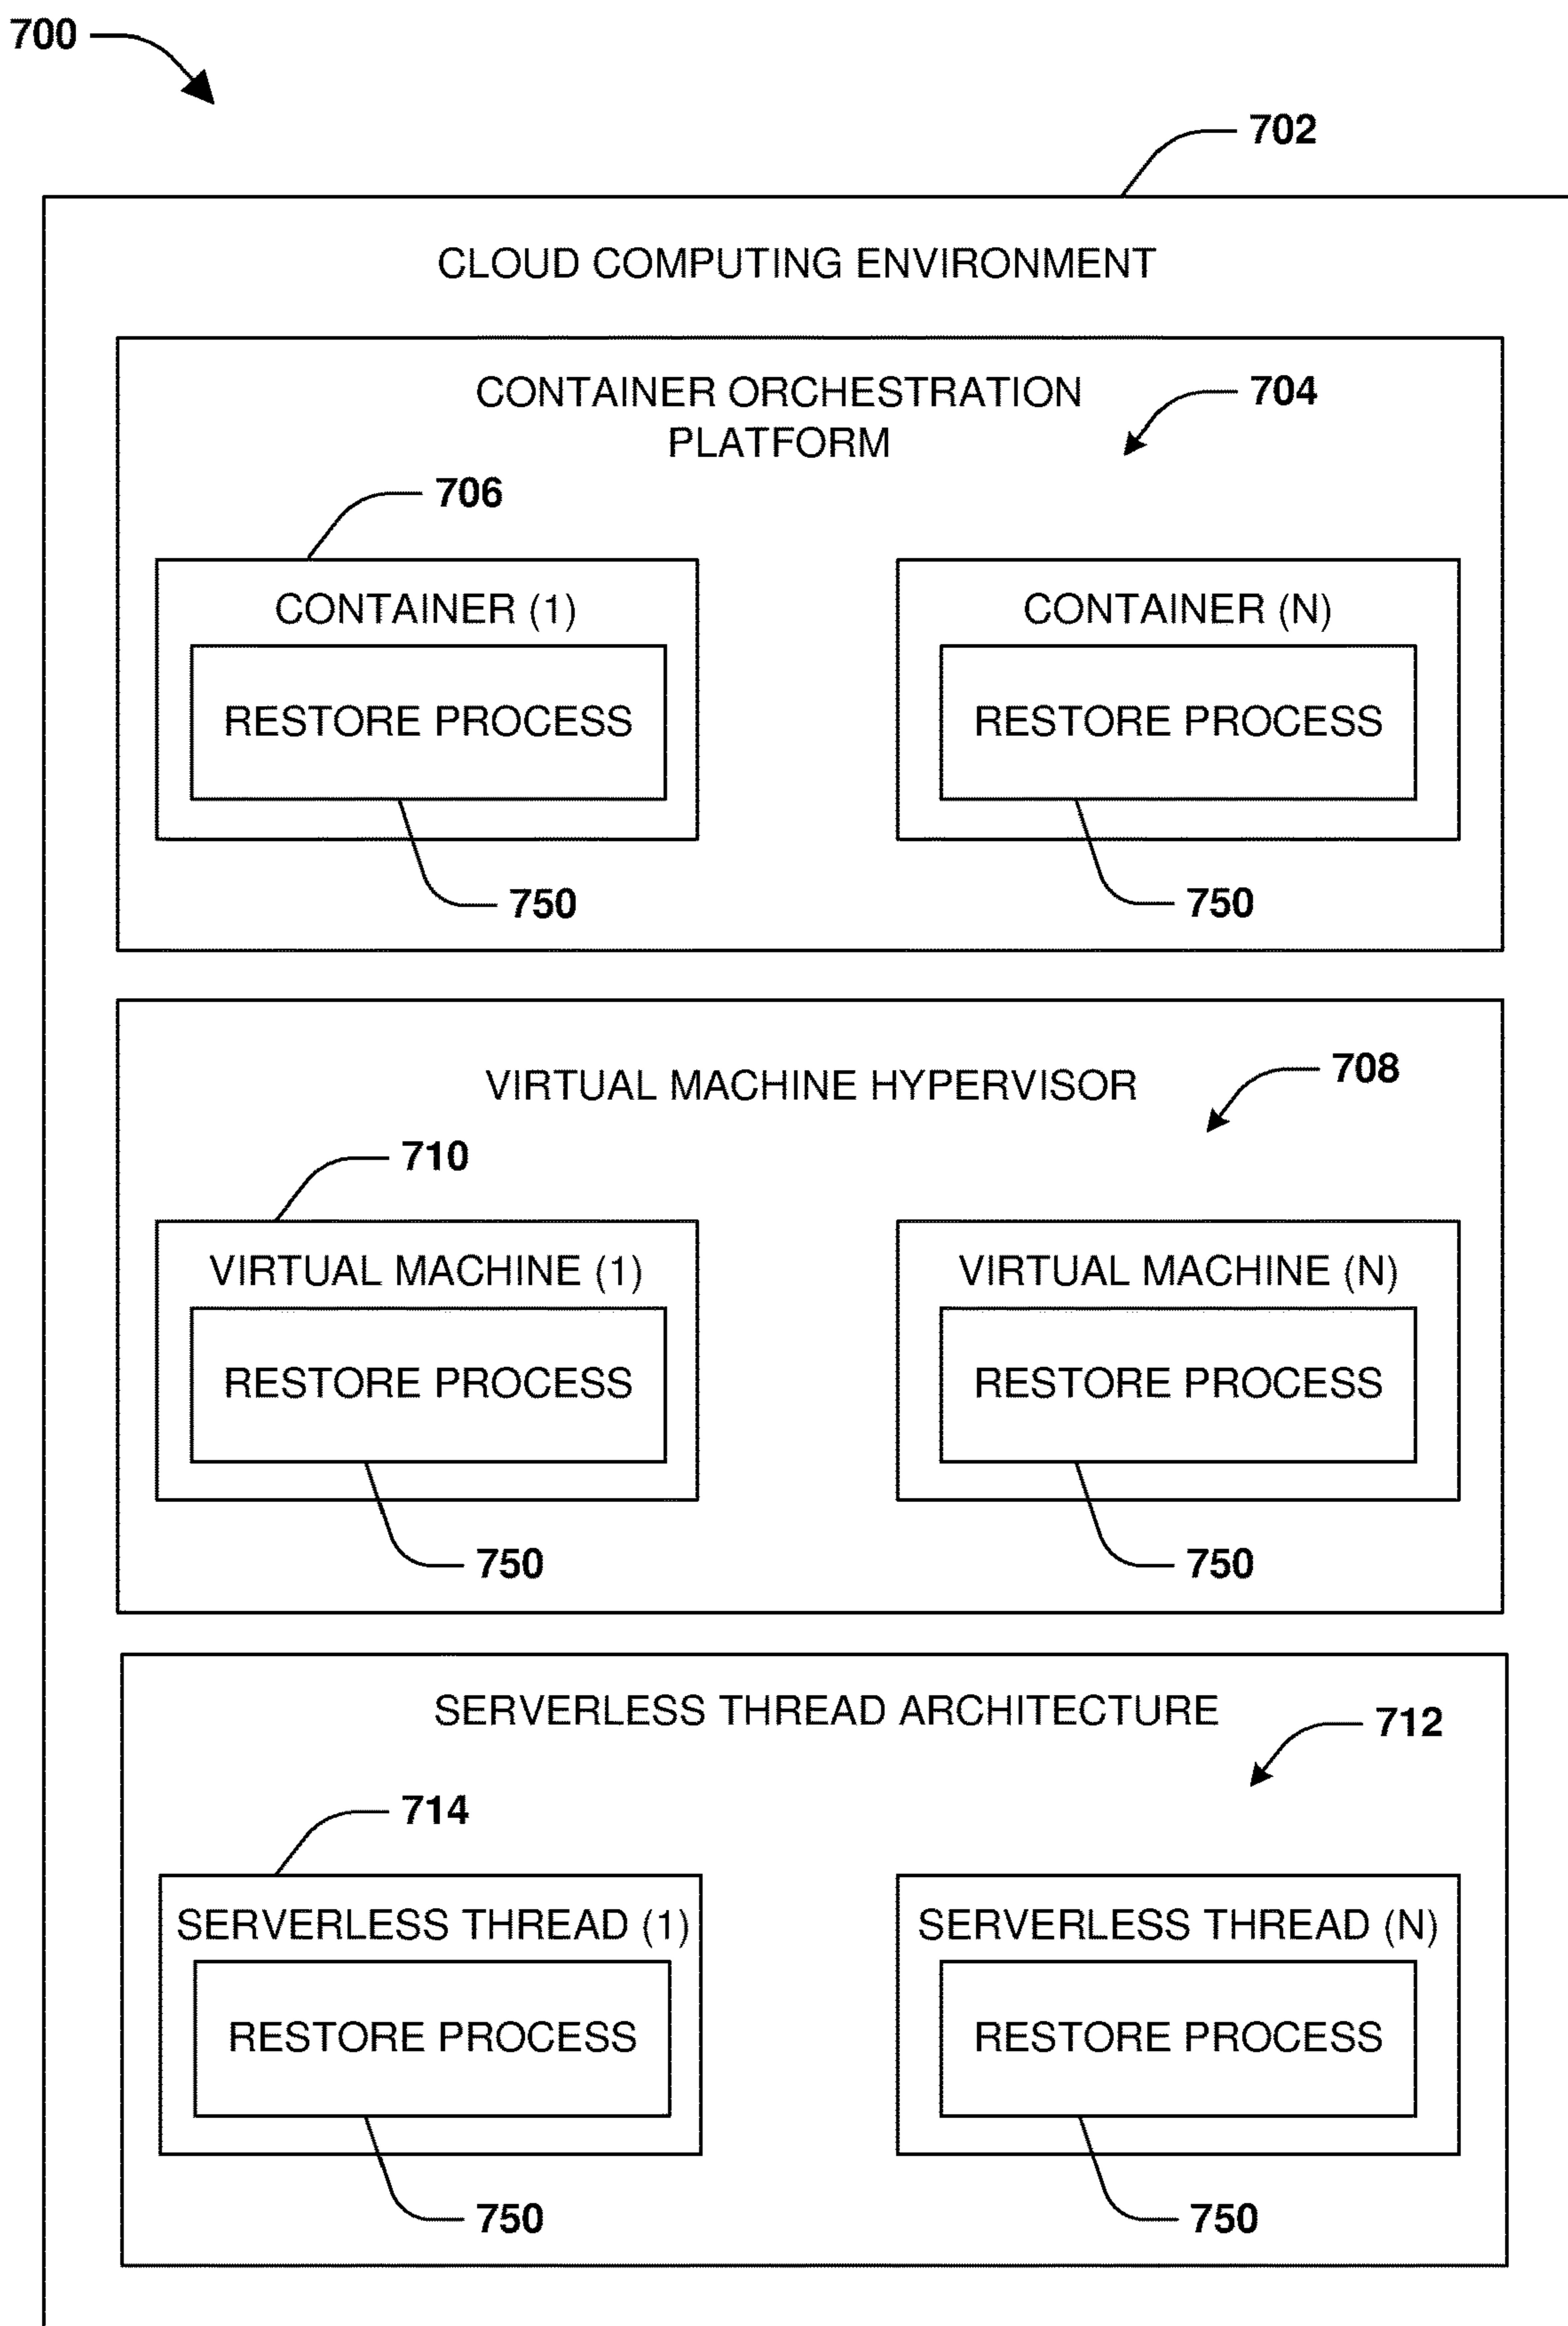 700
702
CLOUD COMPUTING ENVIRONMENT
CONTAINER ORCHESTRATION
PLATFORM
704
706
CONTAINER (1)
RESTORE PROCESS
750
CONTAINER (N)
RESTORE PROCESS
750
VIRTUAL MACHINE HYPERVISOR
708
710
VIRTUAL MACHINE (1)
RESTORE PROCESS
750
VIRTUAL MACHINE (N)
RESTORE PROCESS
750
SERVERLESS THREAD ARCHITECTURE
712
714
SERVERLESS THREAD (1)
RESTORE PROCESS
750
SERVERLESS THREAD (N)
RESTORE PROCESS
750